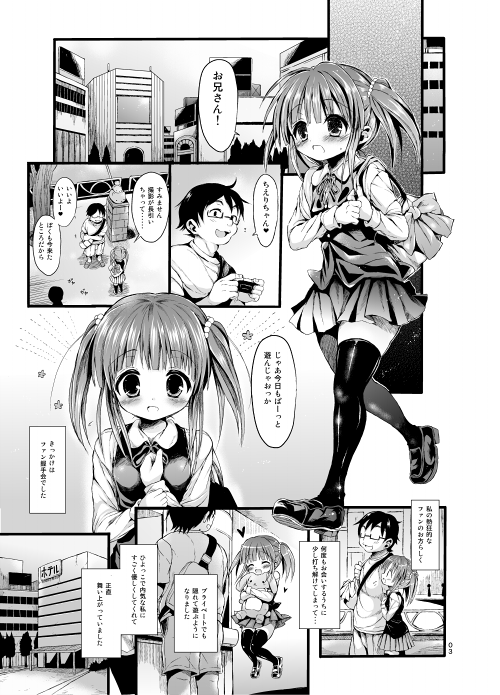 お兄さん!
ちえりちゃん♥
すみません
撮影が長引い
ちゃって……
いいよ
いいよー♥
ぼくも今来た
ところだから
じゃあ今日もぱーっと
遊んじゃおっか
きっかけは
ファン握手会でした
私の熱狂的な
ファンのお方らしく
何度もお会いするうちに
少し打ち解けてしまって…
プライベートでも
隠れて遊ぶように
なりました
ひよっこで内気な私に
すごく優しくしてくれて
正直
舞い上がっていました
ホテル
03